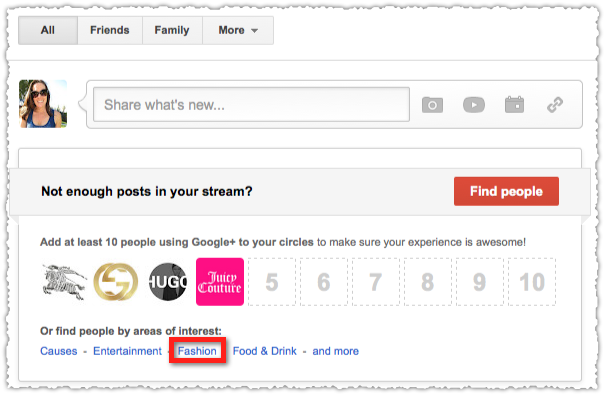 All Friends Family More
Share what's new...
Not enough posts in your stream? Find people
Add at least 10 people using Google+ to your circles to make sure your experience is awesome!
HUGO Juicy Couture 5 6 7 8 9 10
Or find people by areas of interest:
Causes - Entertainment - Fashion - Food & Drink - and more